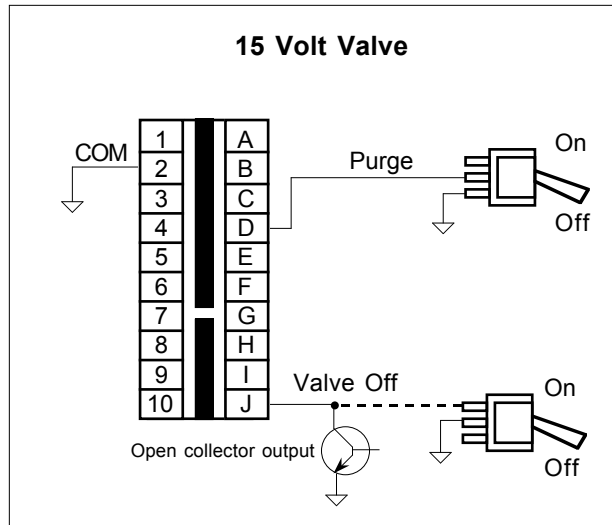 15 Volt Valve
COM
1 A
2 B
3 C
4 D
5 E
6 F
7 G
8 H
9 I
10 J
Purge
On
Off
Valve Off
On
Off
Open collector output